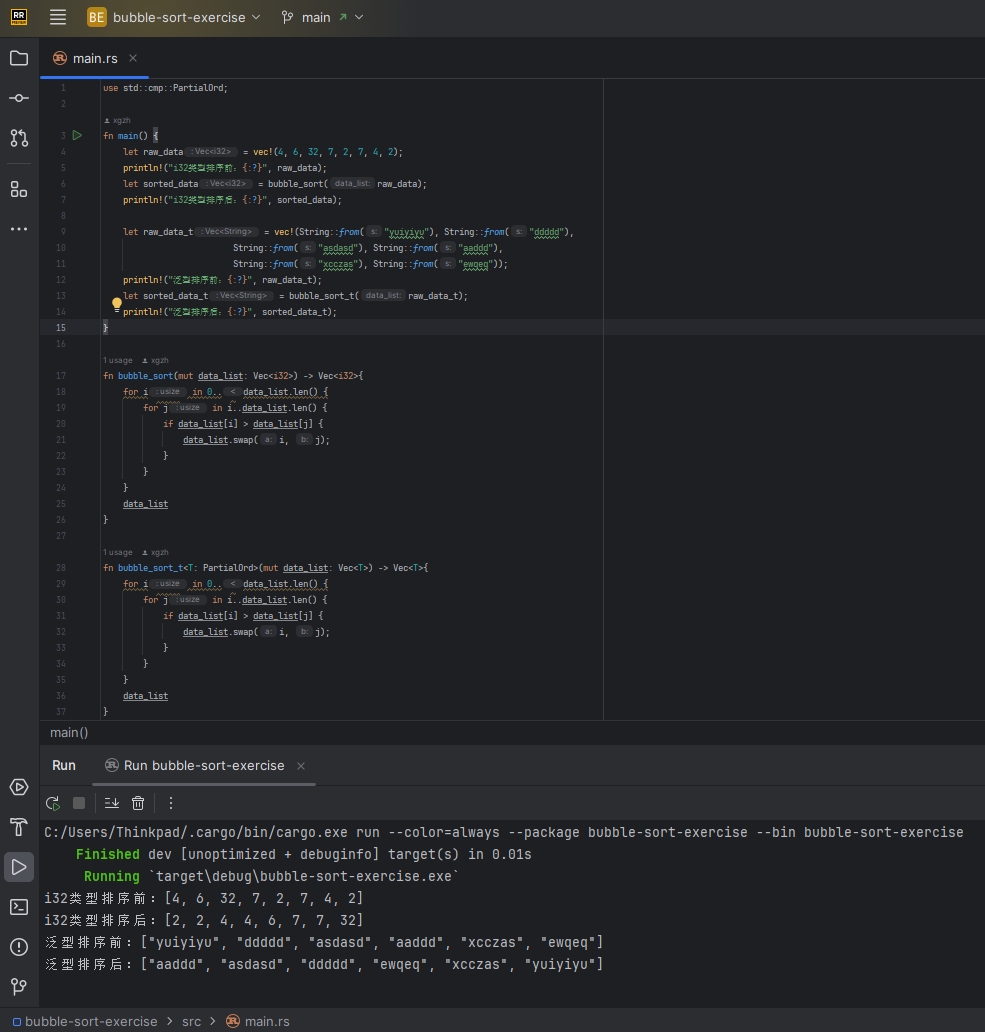 RR
BE bubble-sort-exercise main
main.rs
1 use std::cmp::PartialOrd;
2
xgzh
3 fn main() {
4 let raw_data : Vec<i32> = vec!(4, 6, 32, 7, 2, 7, 4, 2);
5 println!("i32类型排序前：{:?}", raw_data);
6 let sorted_data : Vec<i32> = bubble_sort( data_list: raw_data);
7 println!("i32类型排序后：{:?}", sorted_data);
8
9 let raw_data_t : Vec<String> = vec!(String::from( s: "yuiyiyu"), String::from( s: "ddddd"),
10 String::from( s: "asdasd"), String::from( s: "aaddd"),
11 String::from( s: "xcczas"), String::from( s: "ewqeq"));
12 println!("泛型排序前：{:?}", raw_data_t);
13 let sorted_data_t : Vec<String> = bubble_sort_t( data_list: raw_data_t);
14 println!("泛型排序后：{:?}", sorted_data_t);
15 }
16
1 usage xgzh
17 fn bubble_sort(mut data_list: Vec<i32>) -> Vec<i32>{
18 for i : usize in 0.. < data_list.len() {
19 for j : usize in i..data_list.len() {
20 if data_list[i] > data_list[j] {
21 data_list.swap( a: i, b: j);
22 }
23 }
24 }
25 data_list
26 }
27
1 usage xgzh
28 fn bubble_sort_t<T: PartialOrd>(mut data_list: Vec<T>) -> Vec<T>{
29 for i : usize in 0.. < data_list.len() {
30 for j : usize in i..data_list.len() {
31 if data_list[i] > data_list[j] {
32 data_list.swap( a: i, b: j);
33 }
34 }
35 }
36 data_list
37 }
main()
Run Run bubble-sort-exercise
C:/Users/Thinkpad/.cargo/bin/cargo.exe run --color=always --package bubble-sort-exercise --bin bubble-sort-exercise
Finished dev [unoptimized + debuginfo] target(s) in 0.01s
Running `target\debug\bubble-sort-exercise.exe`
i32类型排序前：[4, 6, 32, 7, 2, 7, 4, 2]
i32类型排序后：[2, 2, 4, 4, 6, 7, 7, 32]
泛型排序前：["yuiyiyu", "ddddd", "asdasd", "aaddd", "xcczas", "ewqeq"]
泛型排序后：["aaddd", "asdasd", "ddddd", "ewqeq", "xcczas", "yuiyiyu"]
bubble-sort-exercise > src > main.rs